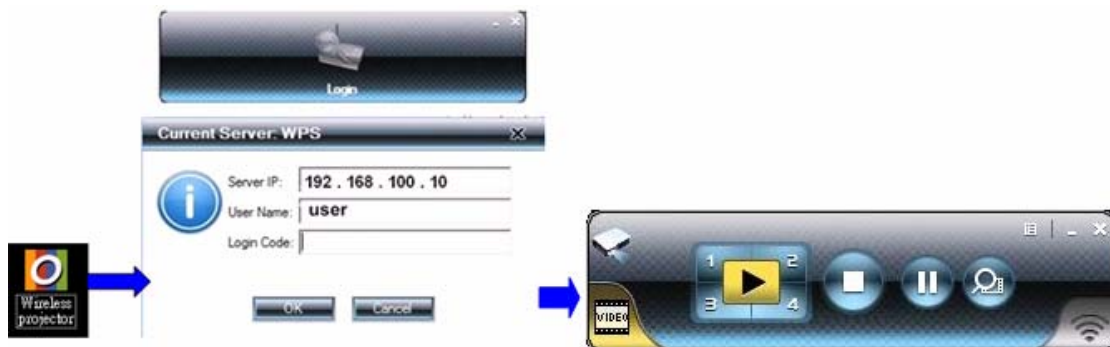 Login
Current Server: WPS
Server IP: 192 . 168 . 100 . 10
User Name: user
Login Code:
OK Cancel
Wireless
projector
1 2
3 4
VIDEO